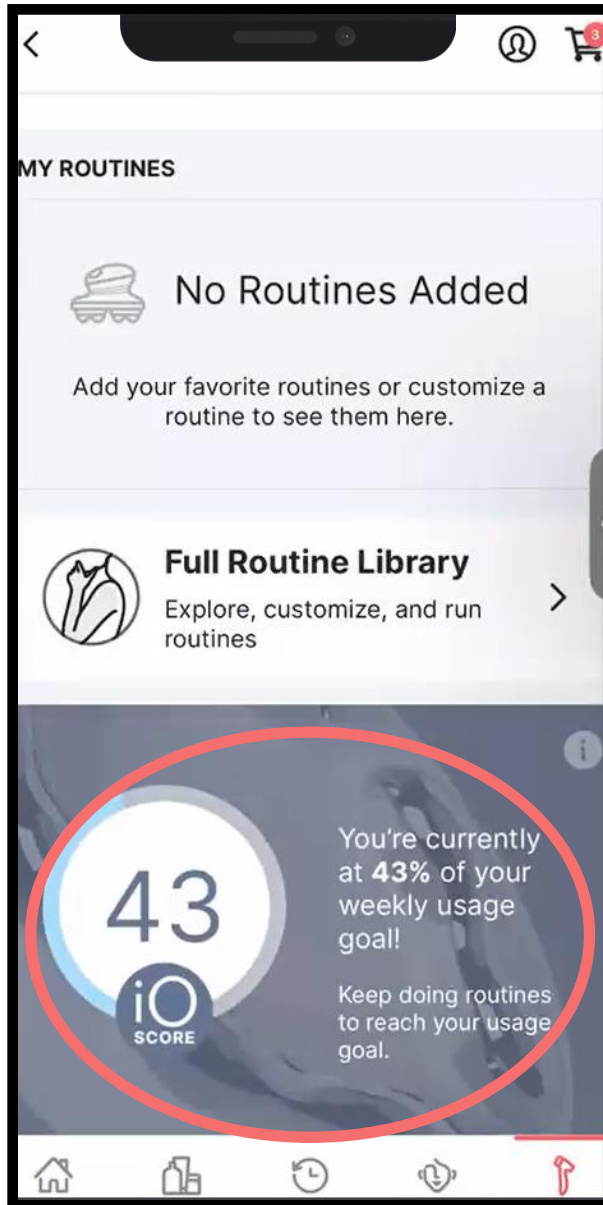 3
MY ROUTINES
No Routines Added
Add your favorite routines or customize a
routine to see them here.
Full Routine Library
Explore, customize, and run
routines
43
iO
SCORE
You're currently
at 43% of your
weekly usage
goal!
Keep doing routines
to reach your usage
goal.